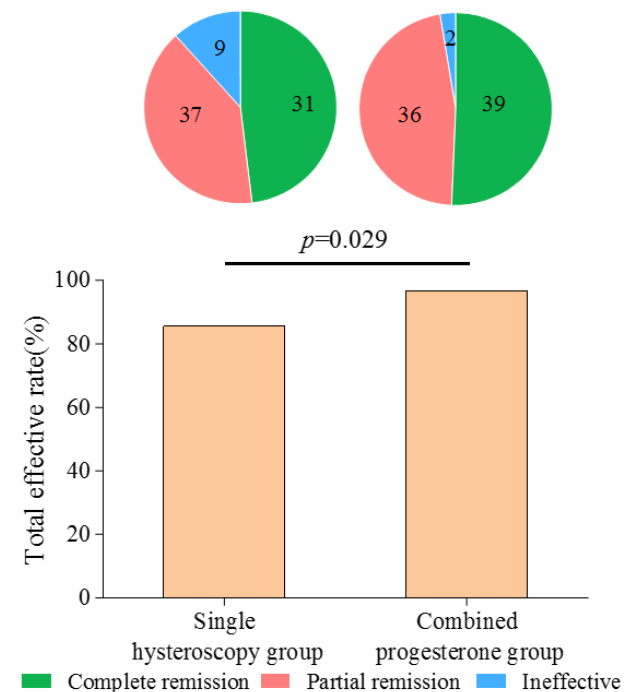 9
31
37
2
39
36
p=0.029
Total effective rate(%)
100
80
60
40
20
0
Single
hysteroscopy group
Combined
progesterone group
Complete remission
Partial remission
Ineffective